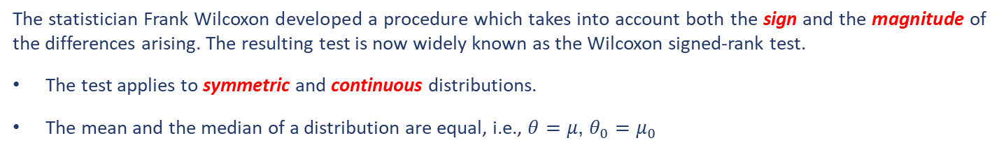 The statistician Frank Wilcoxon developed a procedure which takes into account both the sign and the magnitude of
the differences arising. The resulting test is now widely known as the Wilcoxon signed-rank test.
• The test applies to symmetric and continuous distributions.
• The mean and the median of a distribution are equal, i.e., θ = μ, θ₀ = μ₀